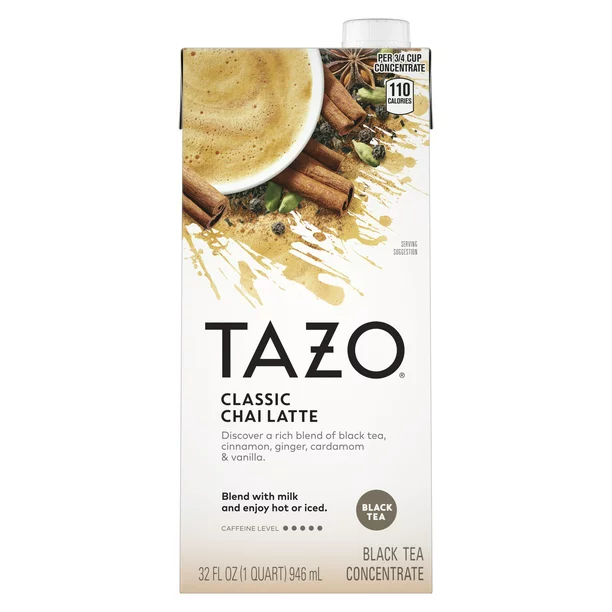 PER 3/4 CUP
CONCENTRATE
110
CALORIES
SERVING
SUGGESTION
TAZO®
CLASSIC
CHAI LATTE
Discover a rich blend of black tea,
cinnamon, ginger, cardamom
& vanilla.
Blend with milk
and enjoy hot or iced.
BLACK
TEA
CAFFEINE LEVEL
BLACK TEA
CONCENTRATE
32 FL OZ (1 QUART) 946 mL